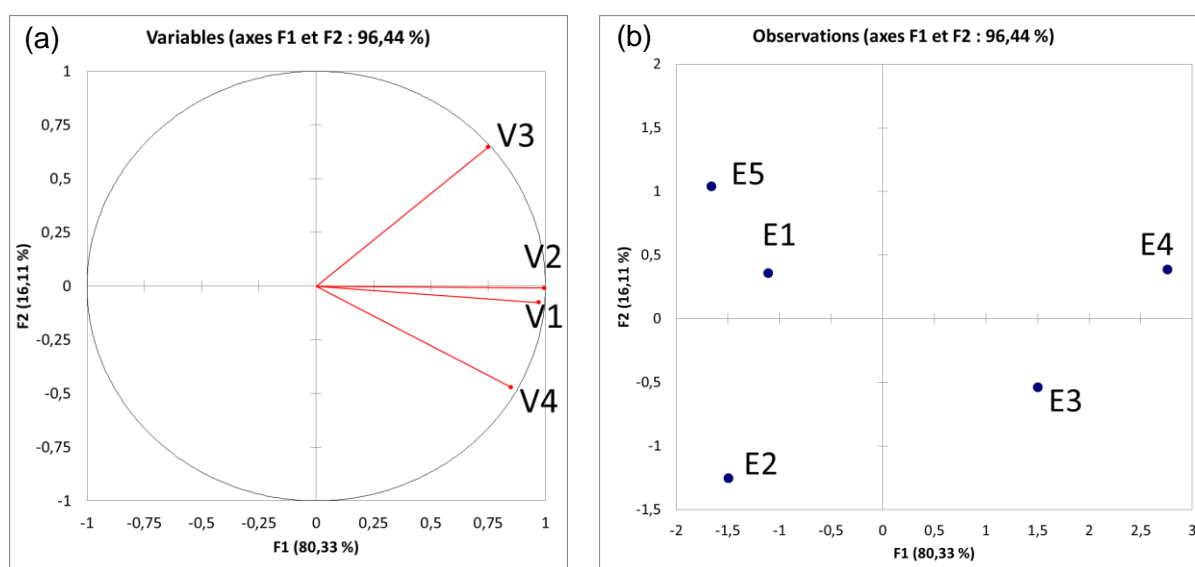 (a)
Variables (axes F1 et F2 : 96,44 %)
1
0,75
0,5
0,25
0
-0,25
-0,5
-0,75
-1
F2 (16,11 %)
V3
V2
V1
V4
-1
-0,75
-0,5
-0,25
0
0,25
0,5
0,75
1
F1 (80,33 %)
(b)
Observations (axes F1 et F2 : 96,44 %)
2
1,5
1
0,5
0
-0,5
-1
-1,5
F2 (16,11 %)
E5
E1
E4
E3
E2
-2
-1,5
-1
-0,5
0
0,5
1
1,5
2
2,5
3
F1 (80,33 %)